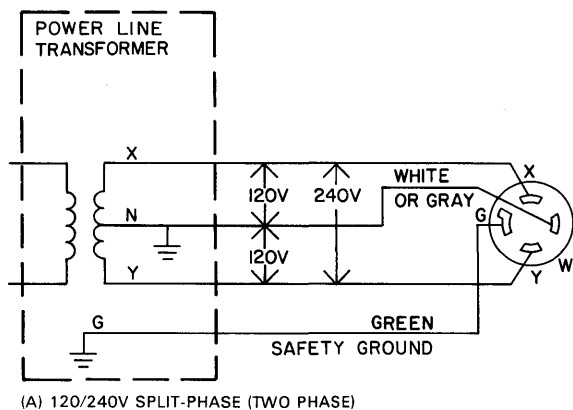 POWER LINE
TRANSFORMER
X
WHITE
OR GRAY
X
120V
240V
N
G
120V
Y
Y
W
G
GREEN
SAFETY GROUND
(A) 120/240V SPLIT-PHASE (TWO PHASE)